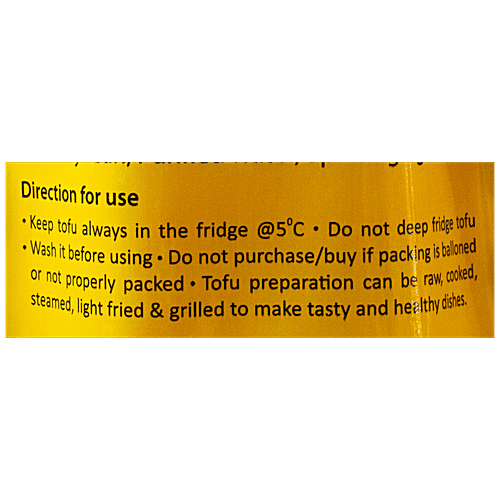 Direction for use
• Keep tofu always in the fridge @5°C • Do not deep fridge tofu
• Wash it before using • Do not purchase/buy if packing is balloned
or not properly packed • Tofu preparation can be raw, cooked,
steamed, light fried & grilled to make tasty and healthy dishes.